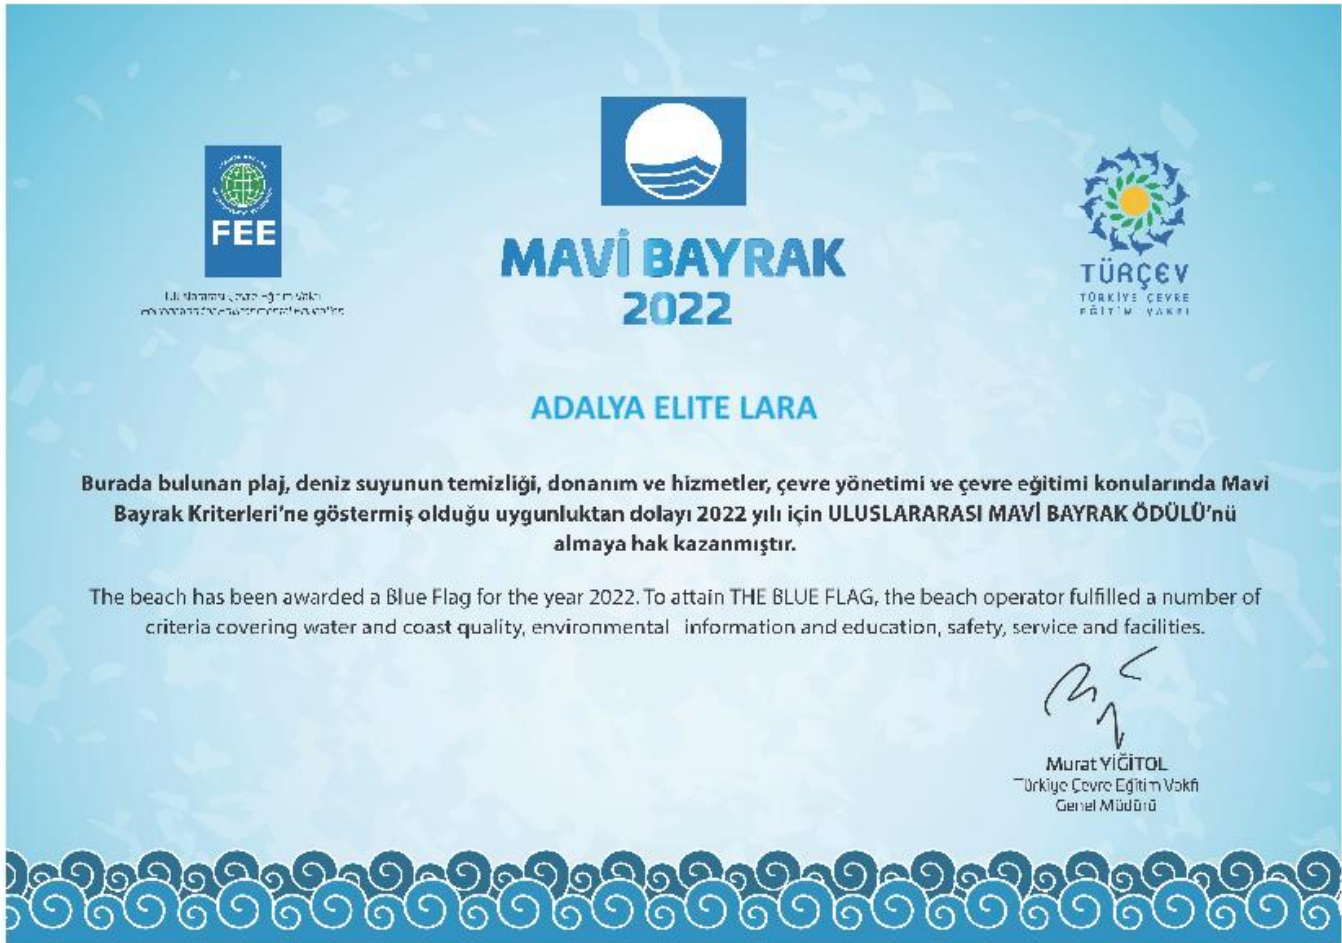 FEE
MAVİ BAYRAK
2022
TÜRÇEV
TÜRKİYE ÇEVRE
EĞİTİM VAKFI
ADALYA ELITE LARA
Burada bulunan plaj, deniz suyunun temizliği, donanım ve hizmetler, çevre yönetimi ve çevre eğitimi konularında Mavi
Bayrak Kriterleri'ne göstermiş olduğu uygunluktan dolayı 2022 yılı için ULUSLARARASI MAVİ BAYRAK ÖDÜLÜ'nü
almaya hak kazanmıştır.
The beach has been awarded a Blue Flag for the year 2022. To attain THE BLUE FLAG, the beach operator fulfilled a number of
criteria covering water and coast quality, environmental information and education, safety, service and facilities.
Murat YİĞİTOL
Türkiye Çevre Eğitim Vakfı
Genel Müdürü